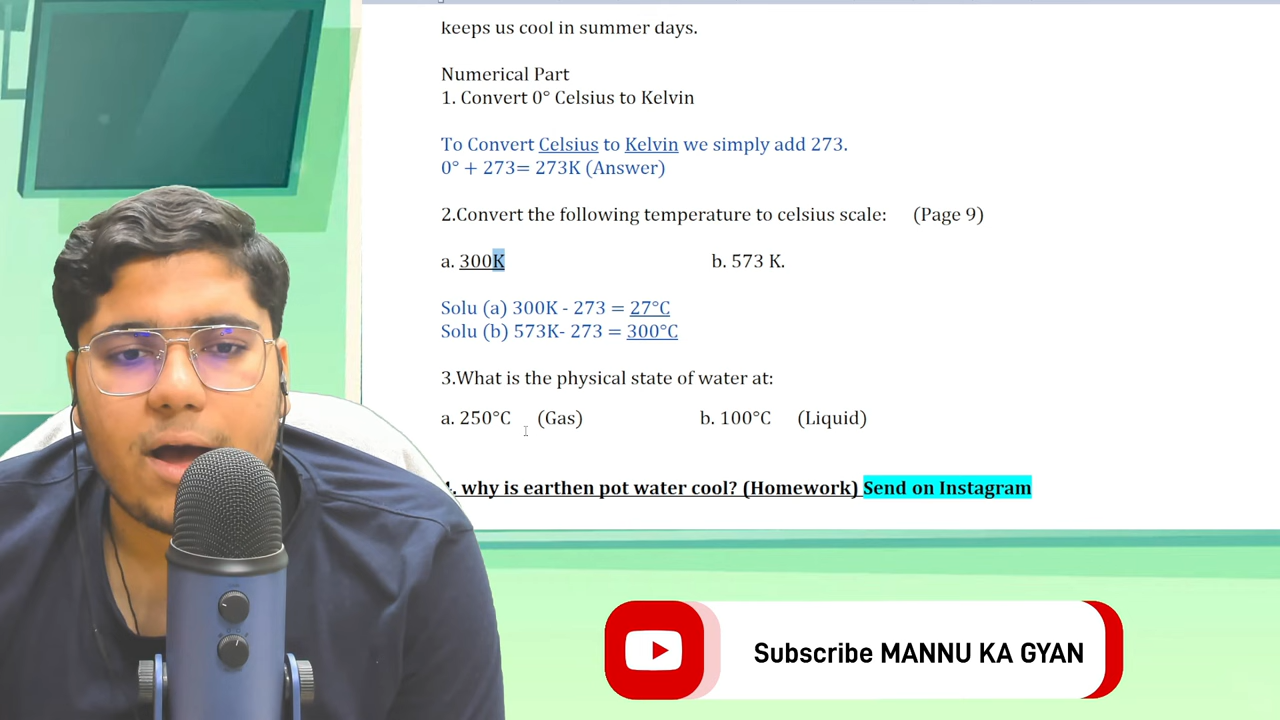 keeps us cool in summer days.
Numerical Part
1. Convert 0° Celsius to Kelvin
To Convert Celsius to Kelvin we simply add 273.
0° + 273= 273K (Answer)
2.Convert the following temperature to celsius scale: (Page 9)
a. 300K b. 573 K.
Solu (a) 300K - 273 = 27°C
Solu (b) 573K- 273 = 300°C
3.What is the physical state of water at:
a. 250°C (Gas) b. 100°C (Liquid)
. why is earthen pot water cool? (Homework) Send on Instagram
Subscribe MANNU KA GYAN